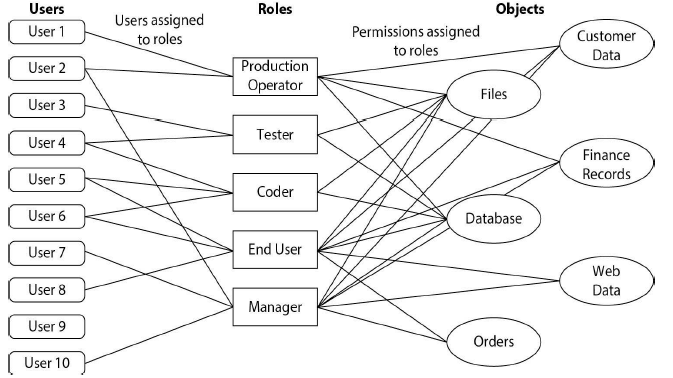 Users
Roles
Objects
Users assigned
to roles
Permissions assigned
to roles
User 1
User 2
User 3
User 4
User 5
User 6
User 7
User 8
User 9
User 10
Production
Operator
Tester
Coder
End User
Manager
Files
Database
Orders
Customer
Data
Finance
Records
Web
Data